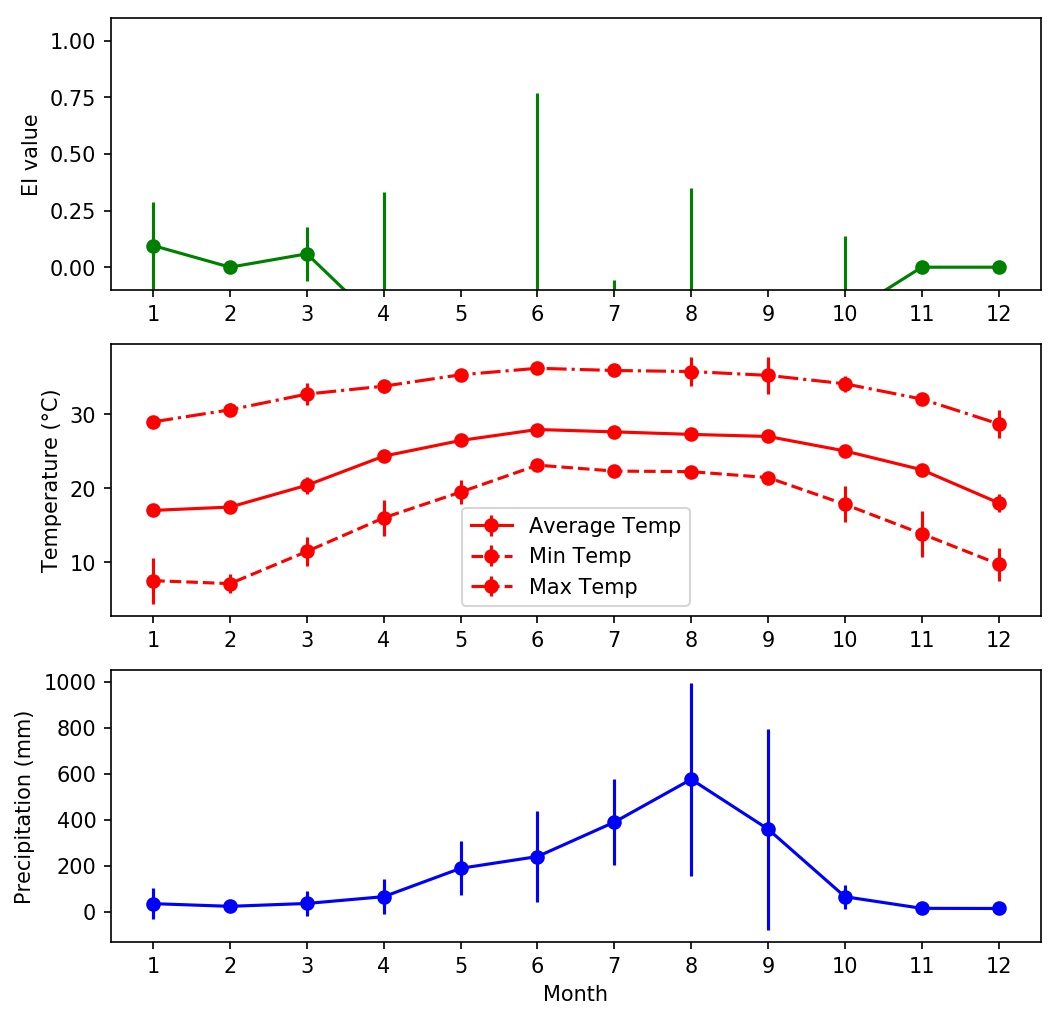 EI value
1.00
0.75
0.50
0.25
0.00
1 2 3 4 5 6 7 8 9 10 11 12
Temperature (°C)
30
20
10
Average Temp
Min Temp
Max Temp
1 2 3 4 5 6 7 8 9 10 11 12
Precipitation (mm)
1000
800
600
400
200
0
1 2 3 4 5 6 7 8 9 10 11 12
Month